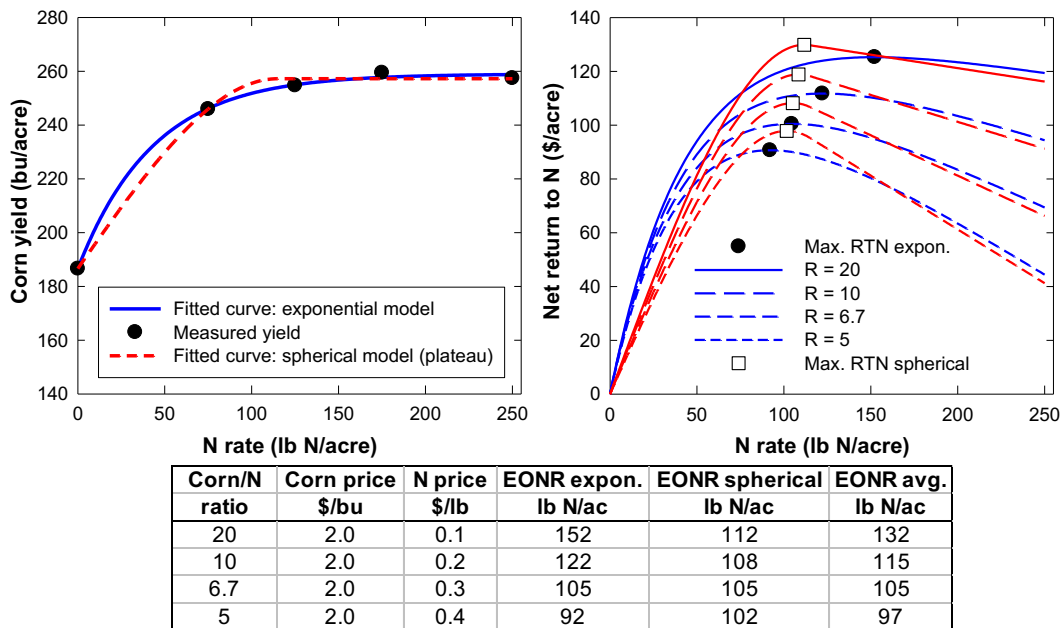 Corn yield (bu/acre)
280
260
240
220
200
180
160
140
0
50
100
150
200
250
N rate (lb N/acre)
Fitted curve: exponential model
Measured yield
Fitted curve: spherical model (plateau)
Net return to N ($/acre)
140
120
100
80
60
40
20
0
0
50
100
150
200
250
N rate (lb N/acre)
Max. RTN expon.
R = 20
R = 10
R = 6.7
R = 5
Max. RTN spherical
Corn/N Corn price N price EONR expon. EONR spherical EONR avg.
ratio $/bu $/lb lb N/ac lb N/ac lb N/ac
20 2.0 0.1 152 112 132
10 2.0 0.2 122 108 115
6.7 2.0 0.3 105 105 105
5 2.0 0.4 92 102 97